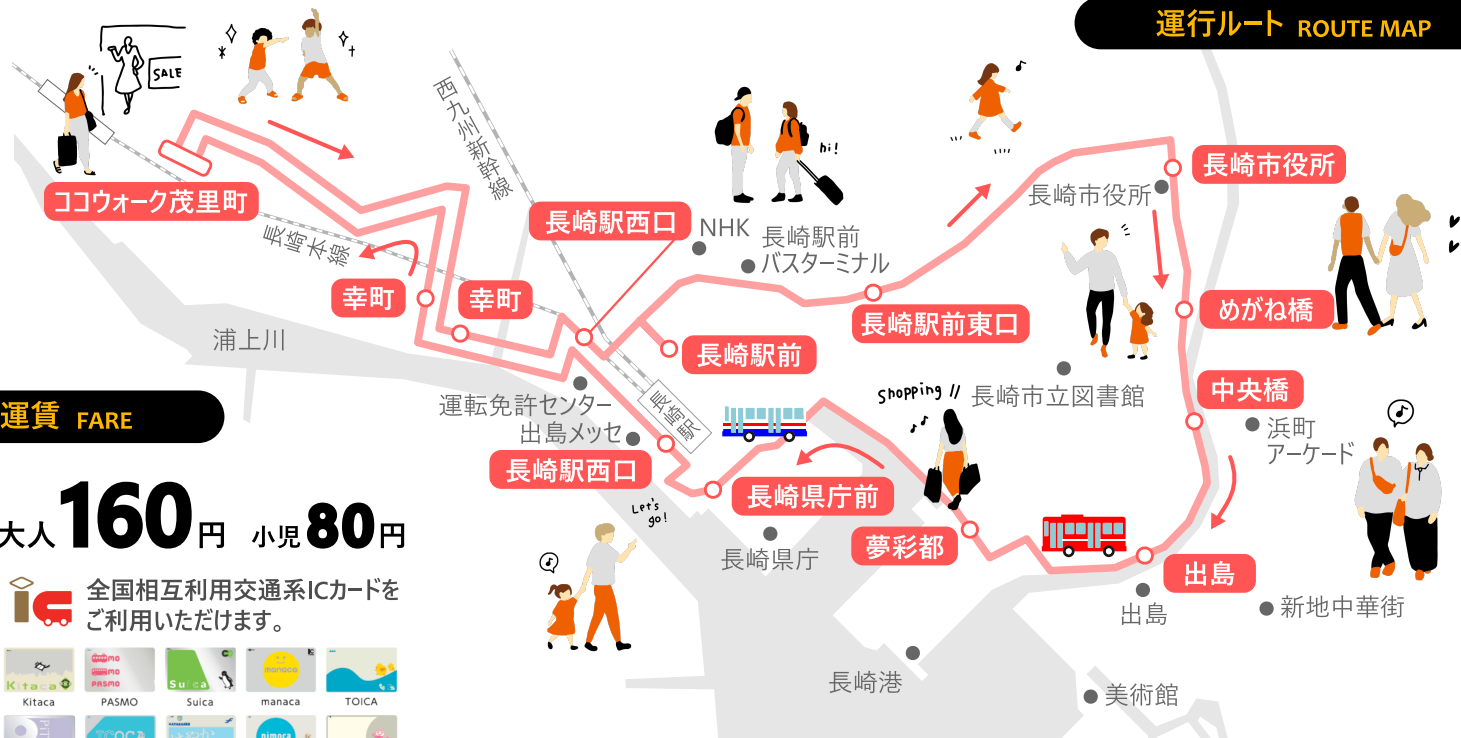 運行ルート ROUTE MAP
SALE
西九州新幹線
hi!
長崎市役所
長崎市役所
ココウォーク茂里町
長崎本線
長崎駅西口
NHK
長崎駅前
バスターミナル
幸町
幸町
長崎駅前東口
めがね橋
浦上川
長崎駅前
運転免許センター
出島メッセ
長崎駅
Shopping
長崎市立図書館
中央橋
浜町
アーケード
運賃 FARE
長崎駅西口
長崎県庁前
Let's
go!
大人160円 小児80円
長崎県庁
夢彩都
出島
出島
新地中華街
全国相互利用交通系ICカードを
ご利用いただけます。
長崎港
美術館
Kitaca
mo
mo
PASMO
Suica
manaca
Kitaca
PASMO
Suica
manaca
TOICA
nimoca